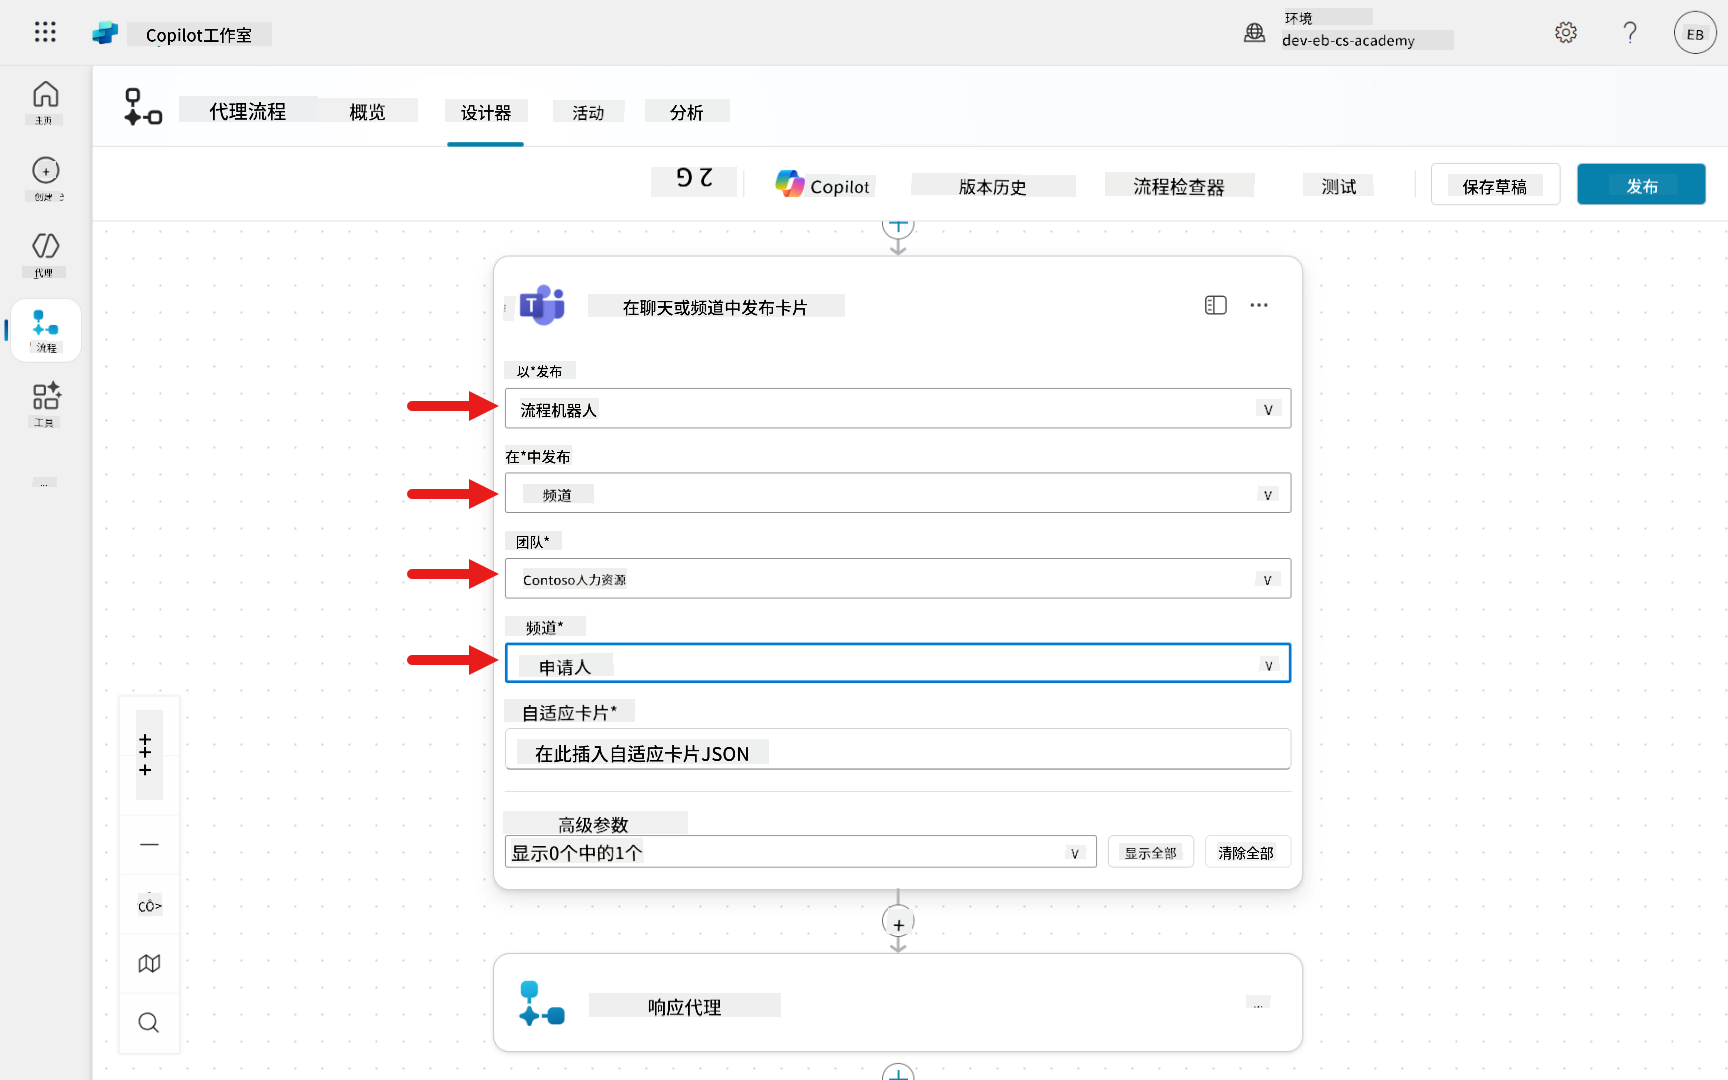 Copilot工作室
环境
dev-eb-cs-academy
EB
主页
创建
代理
流程
工具
...
代理流程
概览
设计器
活动
分析
Copilot
版本历史
流程检查器
测试
保存草稿
发布
在聊天或频道中发布卡片
以*发布
流程机器人
在*中发布
频道
团队*
Contoso人力资源
频道*
申请人
自适应卡片*
在此插入自适应卡片JSON
高级参数
显示0个中的1个
显示全部
清除全部
响应代理
...